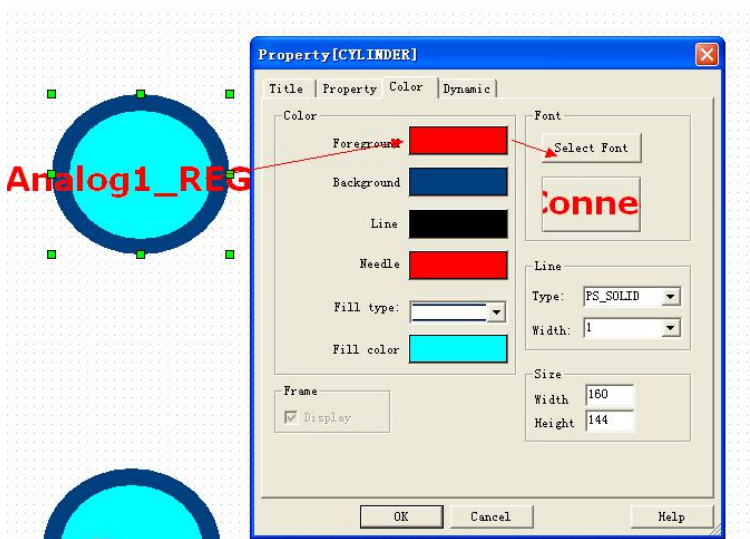 Property[CYLINDER]
Title Property Color Dynamic
Color
Font
Foreground
Select Font
Analog1_REG
Background
Conne
Line
Needle
Line
Type: PS_SOLID
Fill type:
Width: 1
Fill color
Size
Frame
Width 160
Display
Height 144
OK Cancel Help